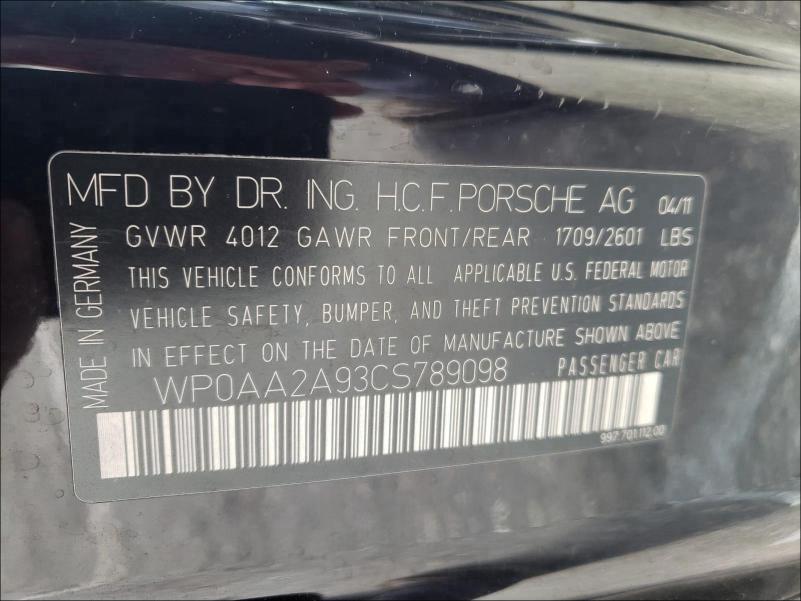 MFD BY DR. ING. H.C.F.PORSCHE AG 04/11
GVWR 4012 GAWR FRONT/REAR 1709/2601 LBS
THIS VEHICLE CONFORMS TO ALL APPLICABLE U.S. FEDERAL MOTOR
VEHICLE SAFETY, BUMPER, AND THEFT PREVENTION STANDARDS
IN EFFECT ON THE DATE OF MANUFACTURE SHOWN ABOVE
WP0AA2A93CS789098 PASSENGER CAR
997.701.112.00
MADE IN GERMANY